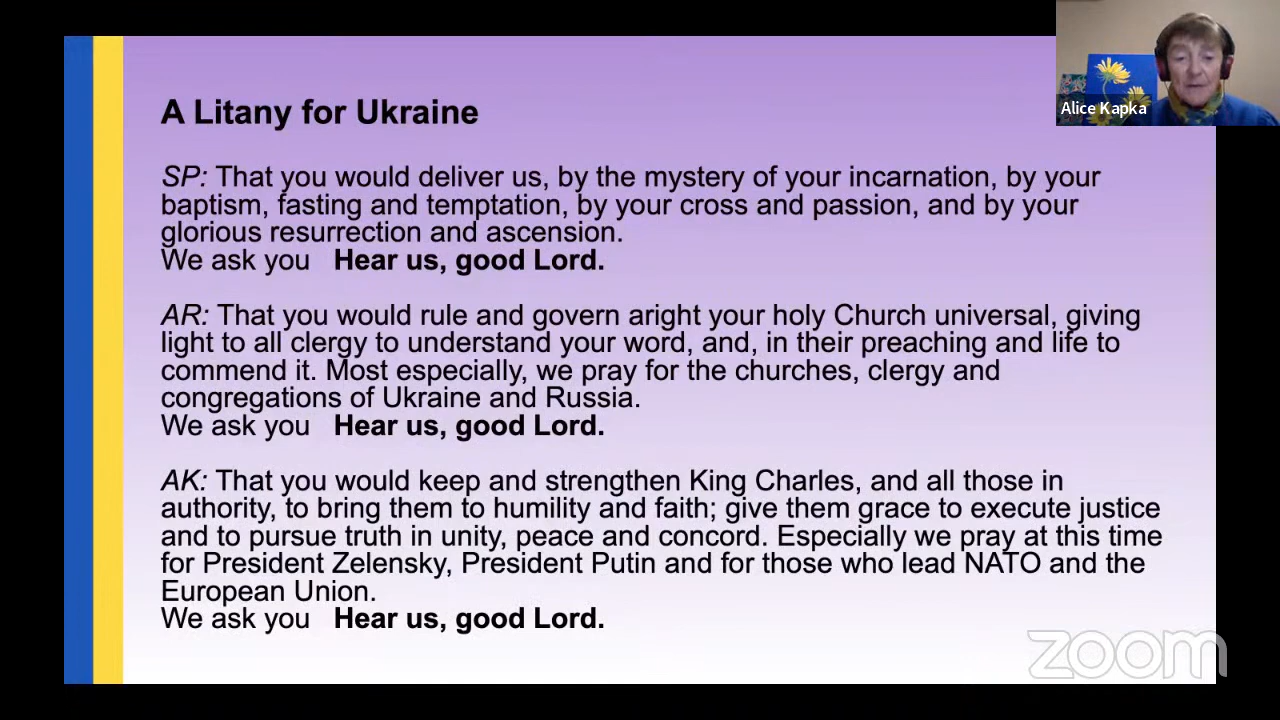 A Litany for Ukraine
SP: That you would deliver us, by the mystery of your incarnation, by your
baptism, fasting and temptation, by your cross and passion, and by your
glorious resurrection and ascension.
We ask you Hear us, good Lord.
AR: That you would rule and govern aright your holy Church universal, giving
light to all clergy to understand your word, and, in their preaching and life to
commend it. Most especially, we pray for the churches, clergy and
congregations of Ukraine and Russia.
We ask you Hear us, good Lord.
AK: That you would keep and strengthen King Charles, and all those in
authority, to bring them to humility and faith; give them grace to execute justice
and to pursue truth in unity, peace and concord. Especially we pray at this time
for President Zelensky, President Putin and for those who lead NATO and the
European Union.
We ask you Hear us, good Lord.
Alice Kapka
zoom